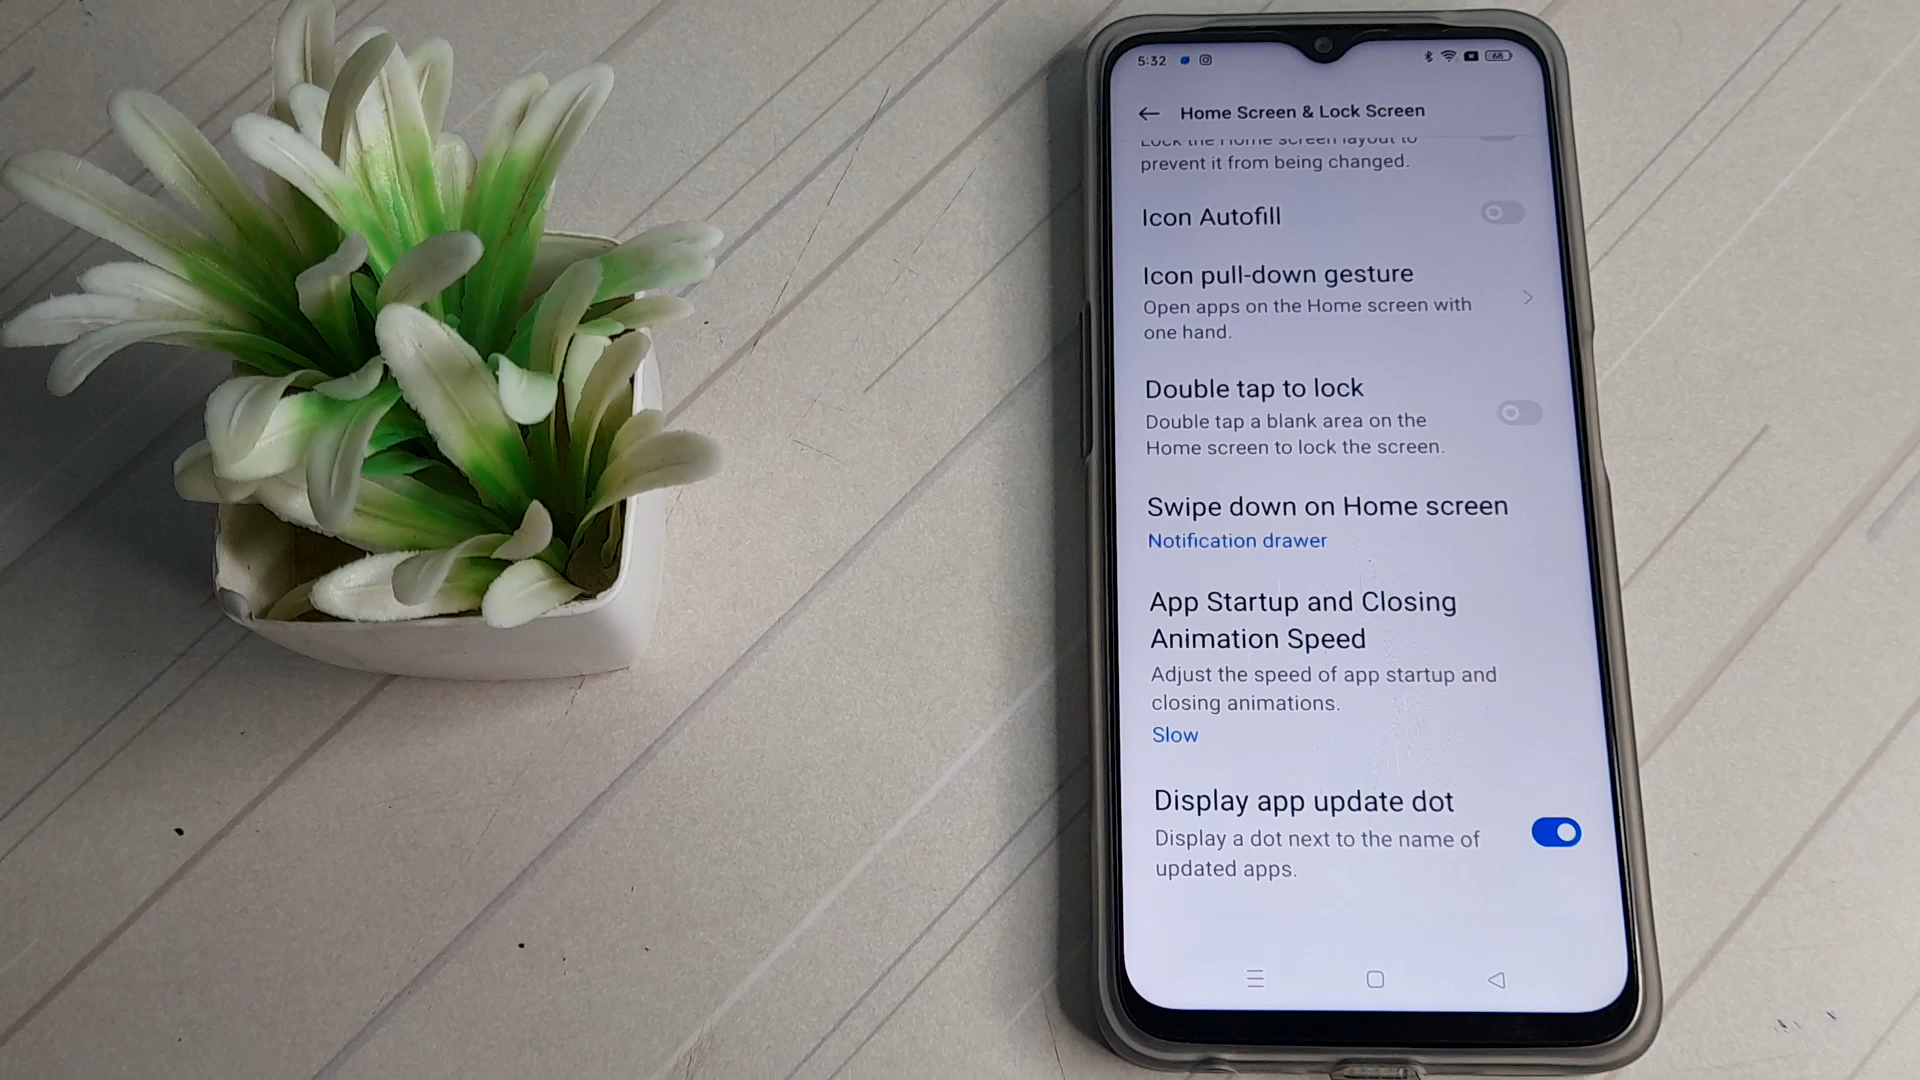 5:32
68
Home Screen & Lock Screen
Lock the Home screen layout to
prevent it from being changed.
Icon Autofill
Icon pull-down gesture
Open apps on the Home screen with
one hand.
Double tap to lock
Double tap a blank area on the
Home screen to lock the screen.
Swipe down on Home screen
Notification drawer
App Startup and Closing
Animation Speed
Adjust the speed of app startup and
closing animations.
Slow
Display app update dot
Display a dot next to the name of
updated apps.